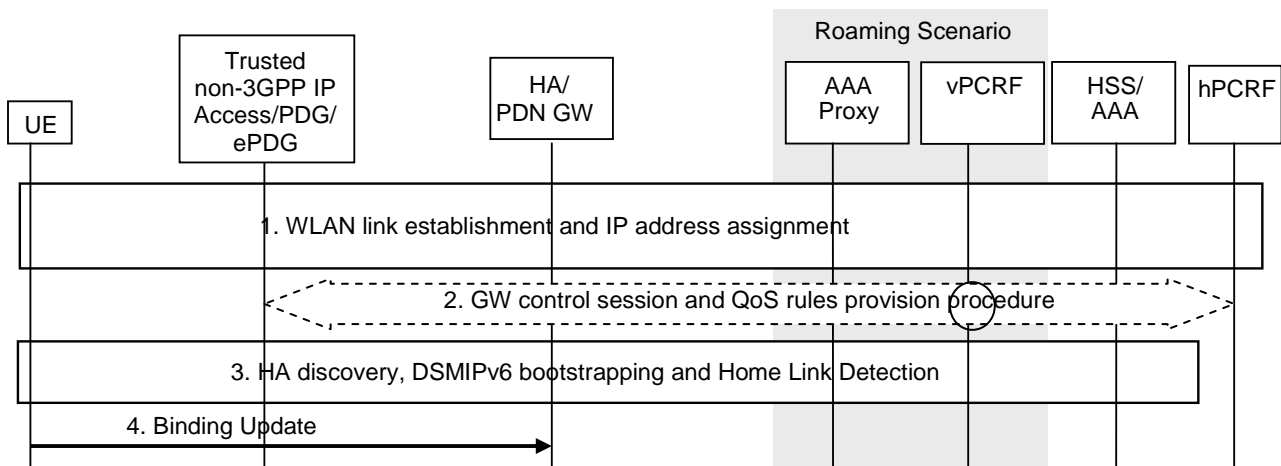 Roaming Scenario
Trusted
non-3GPP IP
Access/PDG/
ePDG
HA/
PDN GW
AAA
Proxy
vPCRF
HSS/
AAA
hPCRF
UE
1. WLAN link establishment and IP address assignment
2. GW control session and QoS rules provision procedure
3. HA discovery, DSMIPv6 bootstrapping and Home Link Detection
4. Binding Update